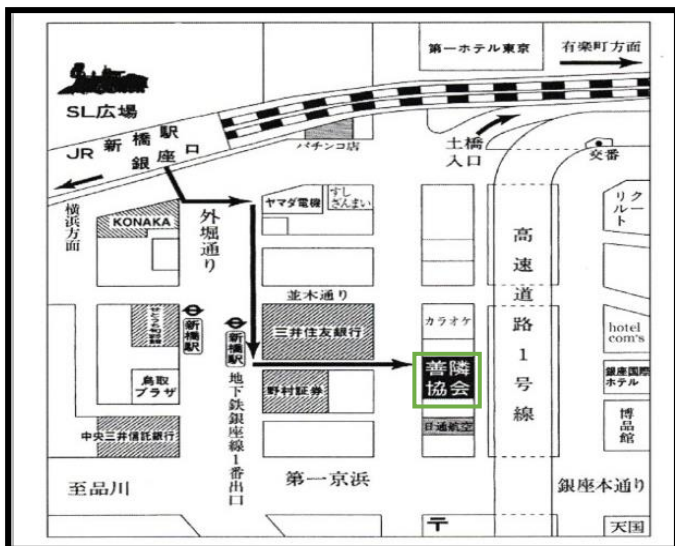 第一ホテル東京
有楽町方面
SL広場
JR新橋駅
銀座口
パチンコ店
土橋
入口
交番
横浜方面
KONAKA
外堀通り
ヤマダ電機
すし
ざんまい
高速道路1号線
リクルート
並木通り
新橋駅
新橋駅
三井住友銀行
カラオケ
hotel
com's
善隣
協会
鳥取
プラザ
野村証券
地下鉄銀座線1番出口
銀座国際
ホテル
日通航空
博品館
中央三井信託銀行
至品川
第一京浜
銀座本通り
〒
天国